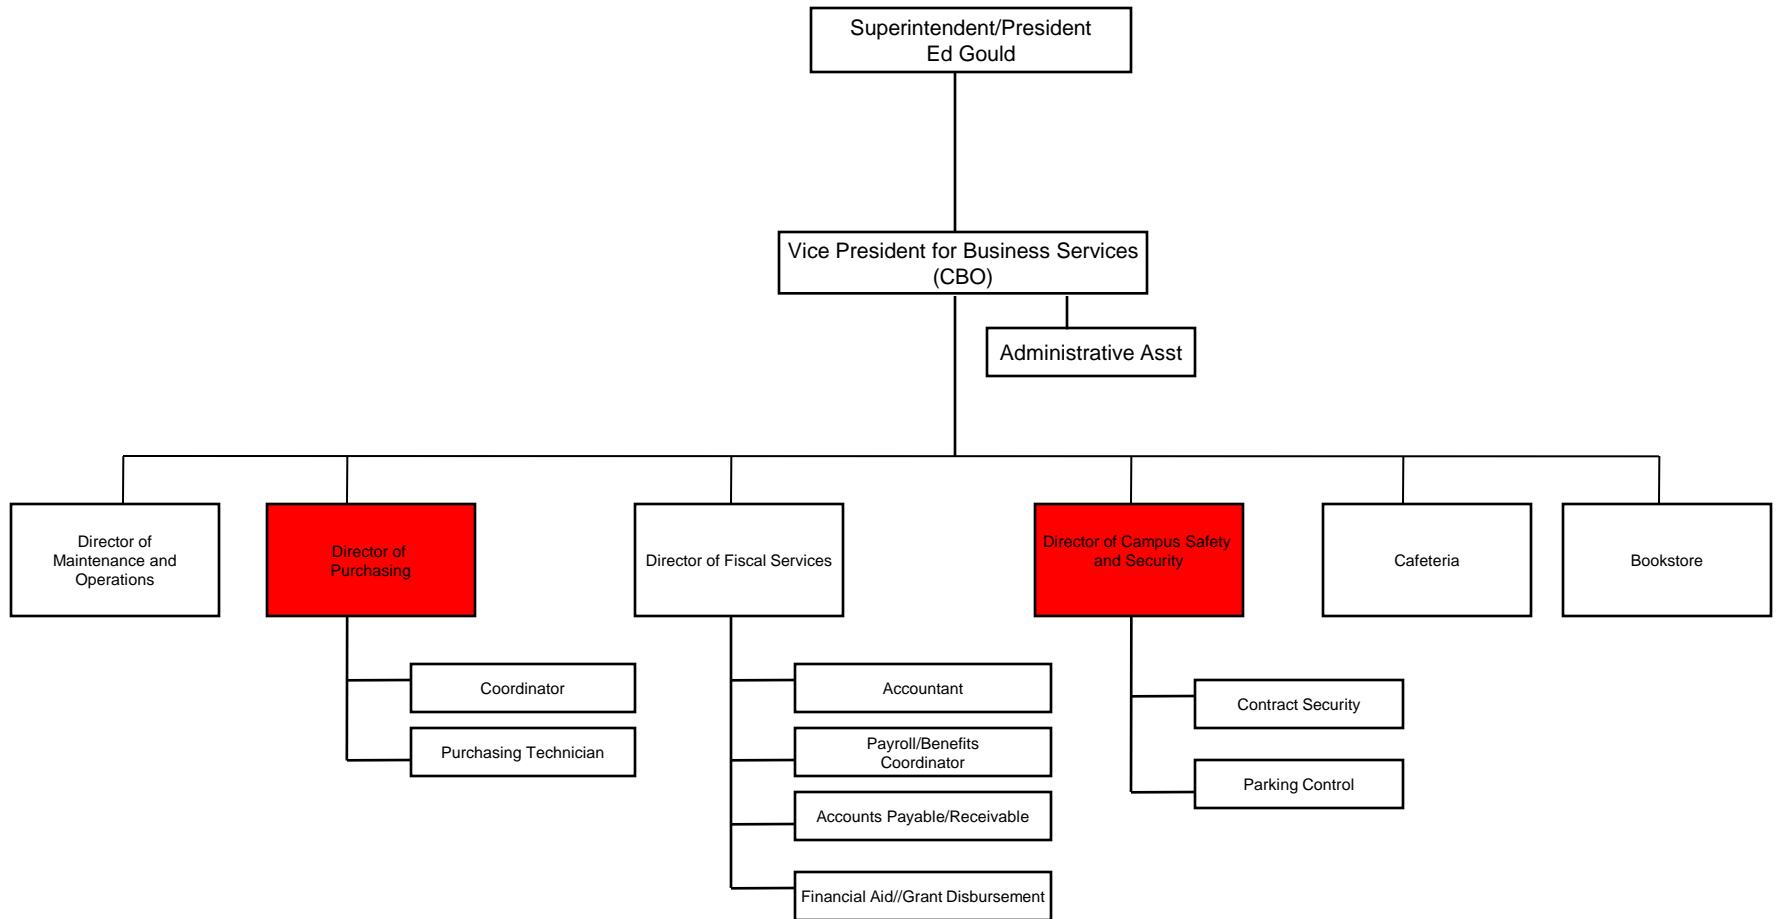 Superintendent/President
Ed Gould
Vice President for Business Services
(CBO)
Administrative Asst
Director of
Maintenance and
Operations
Director of
Purchasing
Director of Fiscal Services
Director of Campus Safety
and Security
Cafeteria
Bookstore
Coordinator
Purchasing Technician
Accountant
Payroll/Benefits
Coordinator
Accounts Payable/Receivable
Financial Aid//Grant Disbursement
Contract Security
Parking Control